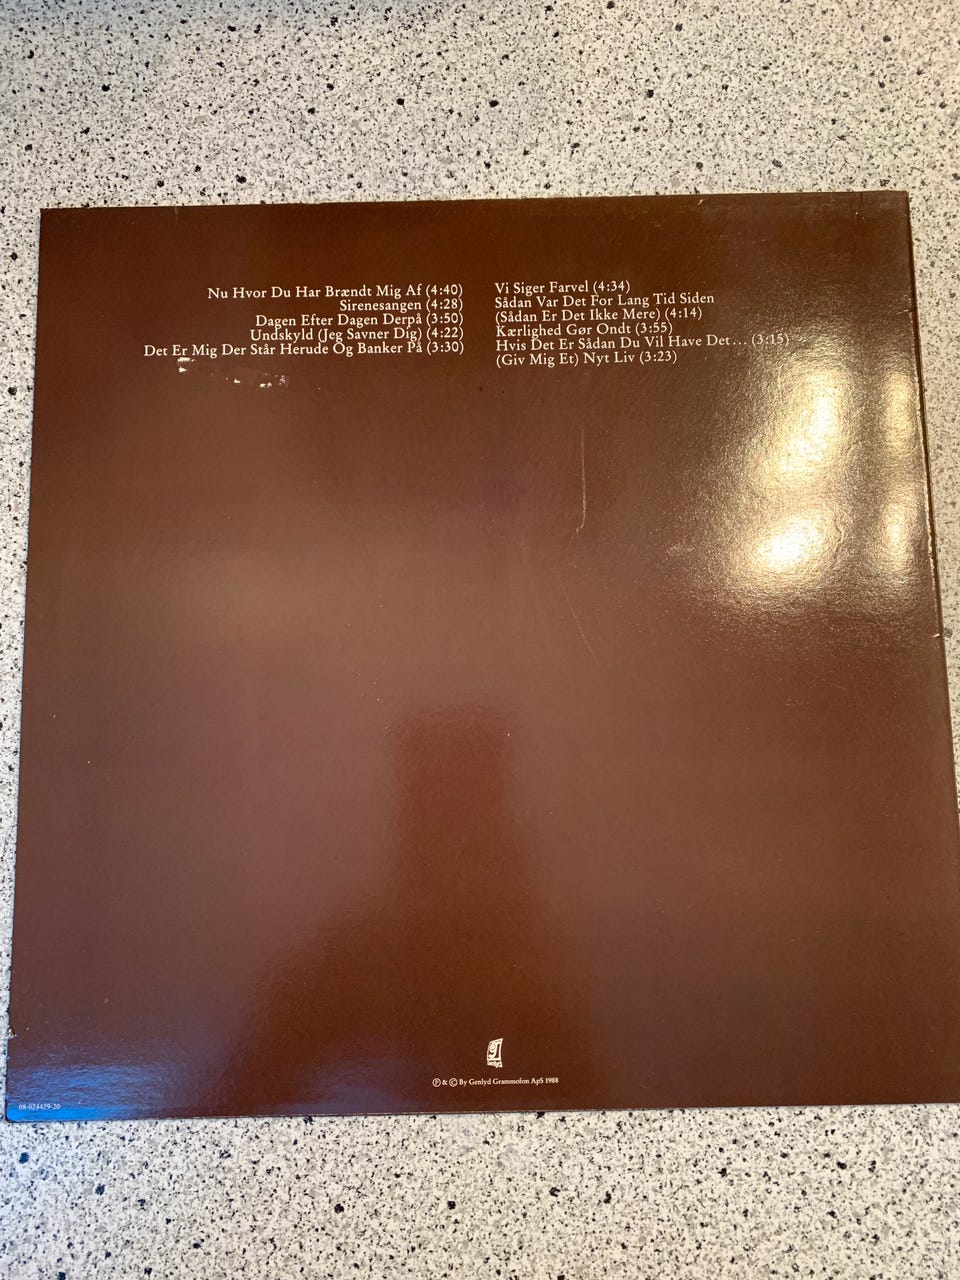 Nu Hvor Du Har Brændt Mig Af (4:40)
Sirenesangen (4:28)
Dagen Efter Dagen Derpå (3:50)
Undskyld (Jeg Savner Dig) (4:22)
Det Er Mig Der Står Herude Og Banker På (3:30)
Vi Siger Farvel (4:34)
Sådan Var Det For Lang Tid Siden
(Sådan Er Det Ikke Mere) (4:14)
Kærlighed Gør Ondt (3:55)
Hvis Det Er Sådan Du Vil Have Det... (3:15)
(Giv Mig Et) Nyt Liv (3:23)
℗ & © By Genlyd Grammofon ApS 1988
08-024429-20